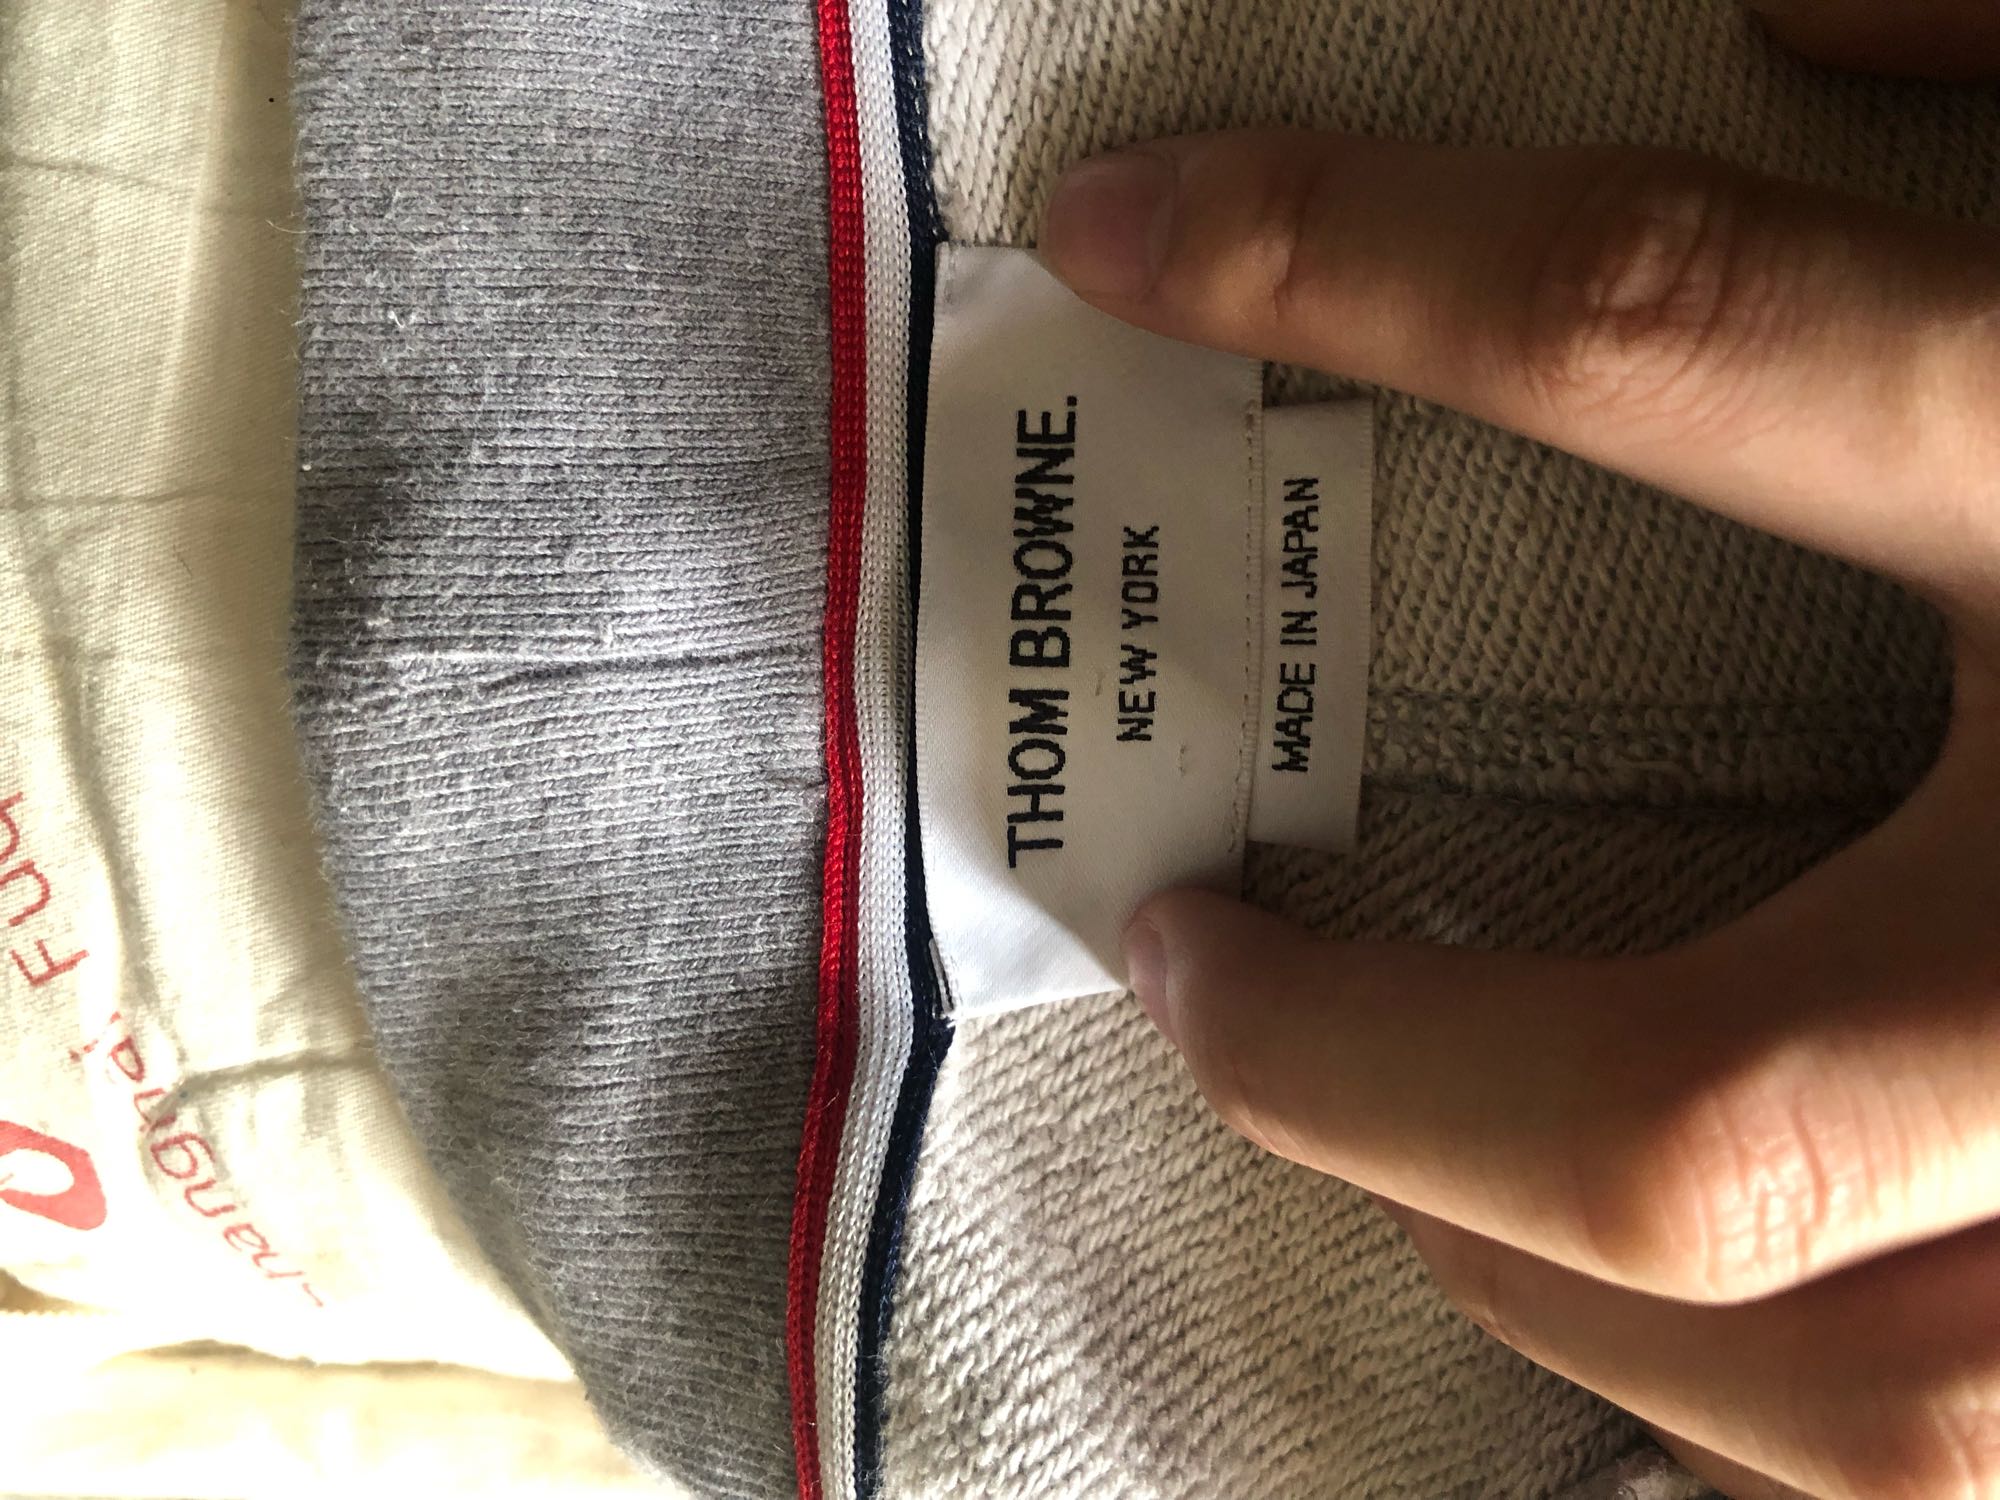 THOM BROWNE.
NEW YORK
MADE IN JAPAN